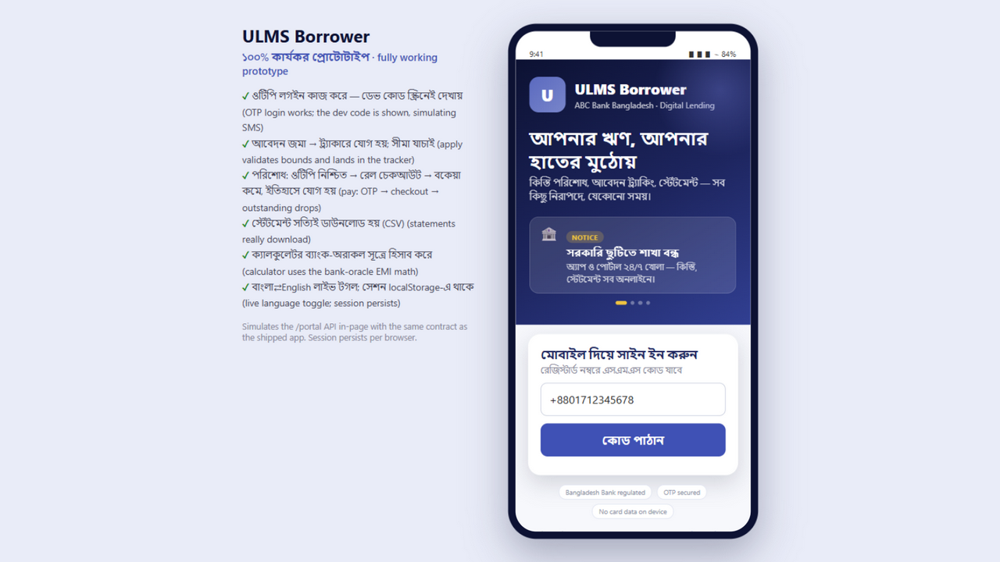 ULMS Borrower
১০০% কার্যকর প্রোটোটাইপ · fully working
prototype
✓ ওটিপি লগইন কাজ করে — ডেভ কোড স্ক্রিনেই দেখায়
(OTP login works; the dev code is shown, simulating
SMS)
✓ আবেদন জমা → ট্র্যাকারে যোগ হয়; সীমা যাচাই (apply
validates bounds and lands in the tracker)
✓ পরিশোধ: ওটিপি নিশ্চিত → রেল চেকআউট → বকেয়া
কমে, ইতিহাসে যোগ হয় (pay: OTP → checkout →
outstanding drops)
✓ স্টেটমেন্ট সত্যিই ডাউনলোড হয় (CSV) (statements
really download)
✓ ক্যালকুলেটর ব্যাংক-অরাকল সূত্রে হিসাব করে
(calculator uses the bank-oracle EMI math)
✓ বাংলা⇄English লাইভ টগল; সেশন localStorage-এ থাকে
(live language toggle; session persists)
Simulates the /portal API in-page with the same contract as
the shipped app. Session persists per browser.
9:41
84%
U
ULMS Borrower
ABC Bank Bangladesh · Digital Lending
আপনার ঋণ, আপনার
হাতের মুঠোয়
কিস্তি পরিশোধ, আবেদন ট্র্যাকিং, স্টেটমেন্ট — সব
কিছু নিরাপদে, যেকোনো সময়।
NOTICE
সরকারি ছুটিতে শাখা বন্ধ
অ্যাপ ও পোর্টাল ২৪/৭ খোলা — কিস্তি,
স্টেটমেন্ট সব অনলাইনে।
মোবাইল দিয়ে সাইন ইন করুন
রেজিস্টার্ড নম্বরে এসএমএস কোড যাবে
+8801712345678
কোড পাঠান
Bangladesh Bank regulated
OTP secured
No card data on device